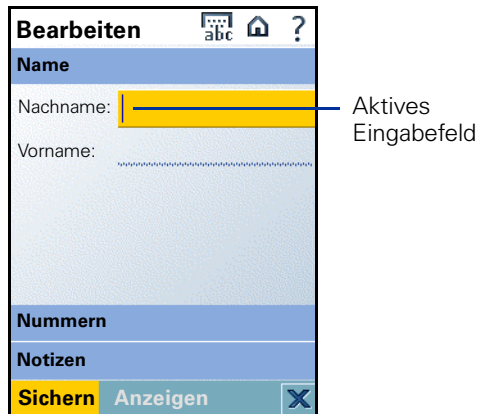 Bearbeiten abc ?
Name
Nachname:
Aktives
Eingabefeld
Vorname:
Nummern
Notizen
Sichern Anzeigen X